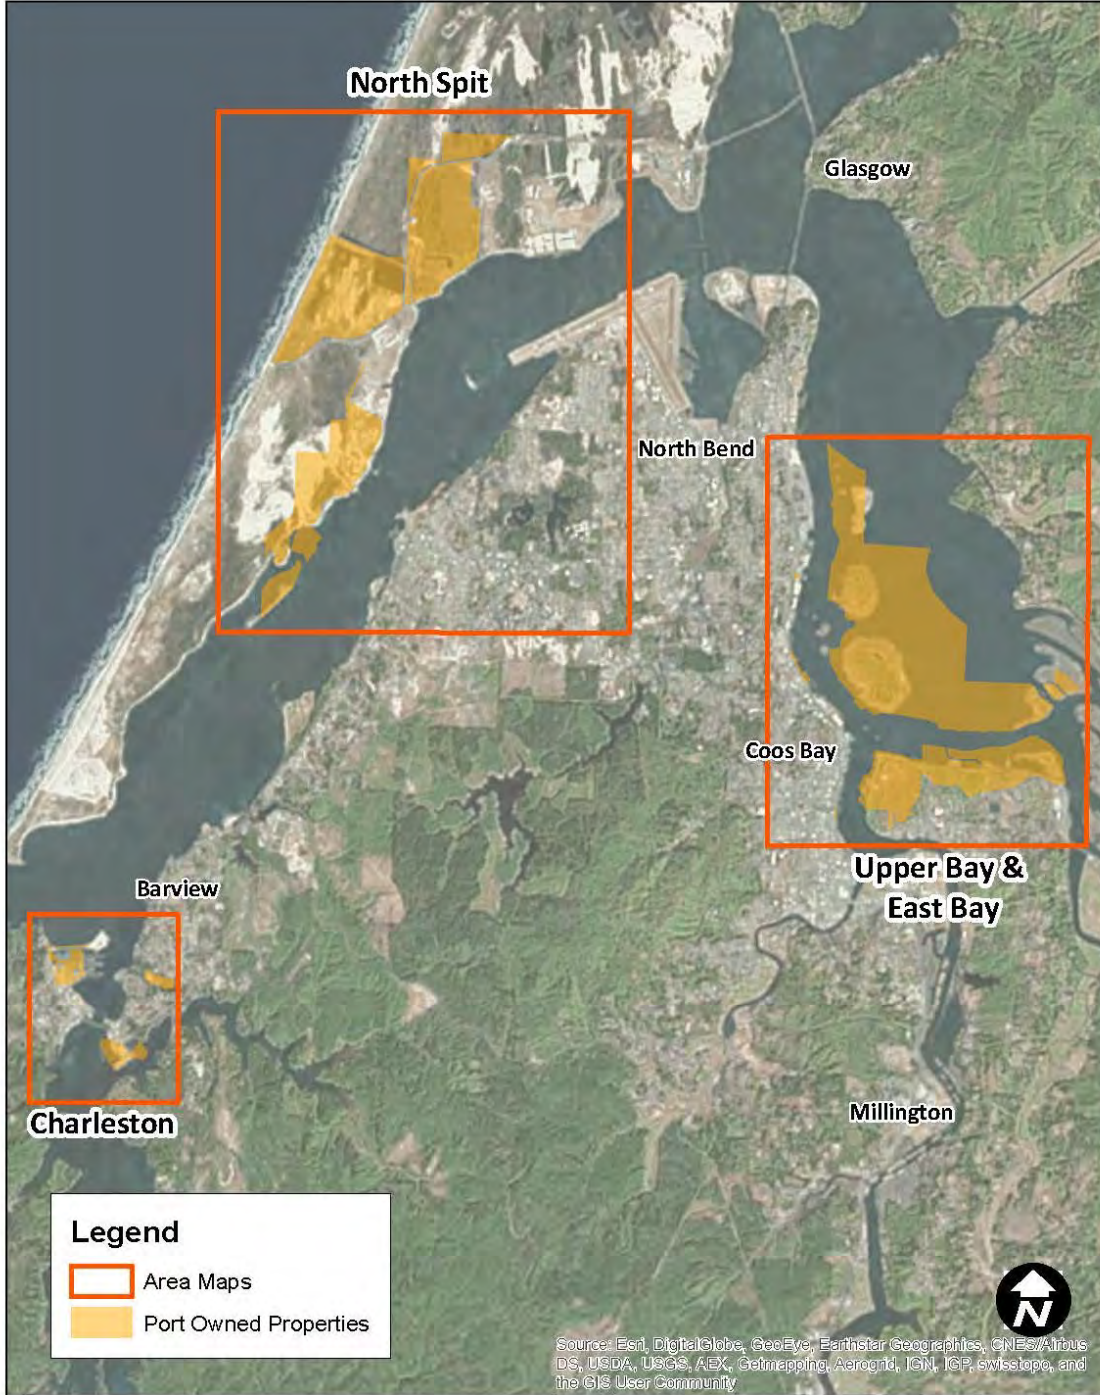 North Spit
Glasgow
North Bend
Coos Bay
Upper Bay &
East Bay
Barview
Charleston
Millington
Legend
Area Maps
Port Owned Properties
N
Source: Esri, DigitalGlobe, GeoEye, Earthstar Geographics, CNES/Airbus
DS, USDA, USGS, AEX, Getmapping, Aerogrid, IGN, IGP, swisstopo, and
the GIS User Community